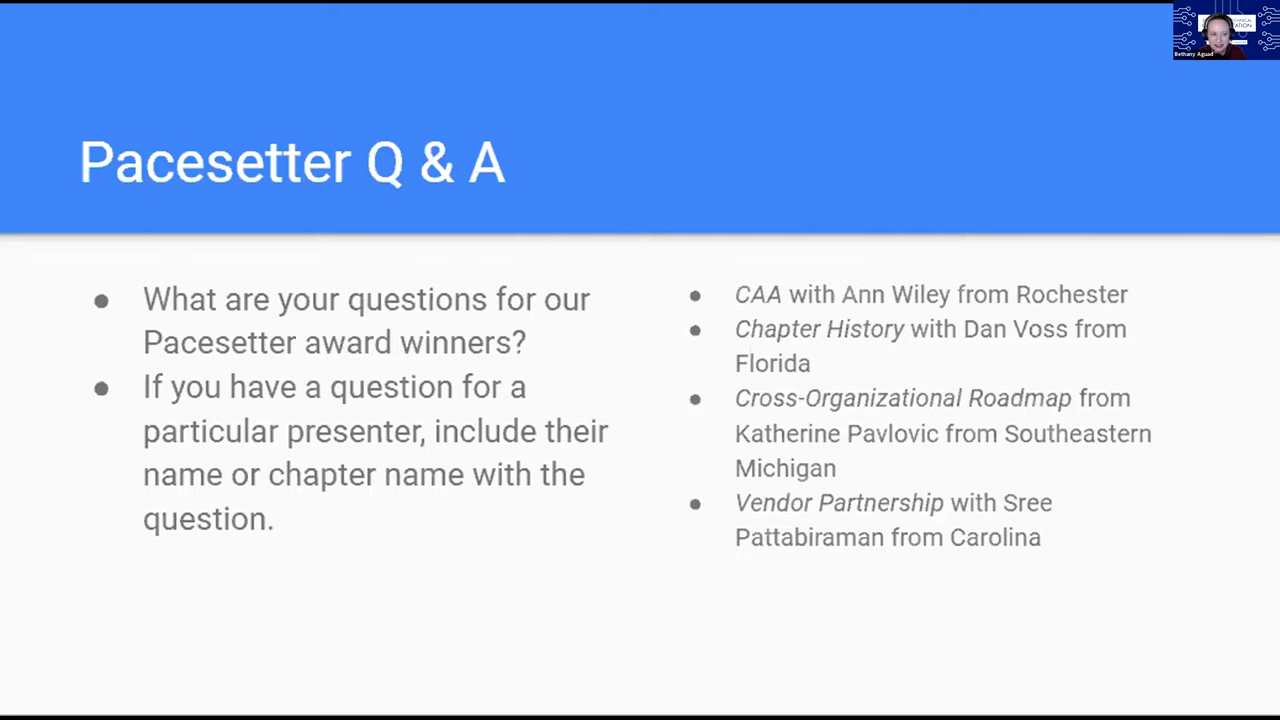 Pacesetter Q & A
What are your questions for our
Pacesetter award winners?
If you have a question for a
particular presenter, include their
name or chapter name with the
question.
CAA with Ann Wiley from Rochester
Chapter History with Dan Voss from
Florida
Cross-Organizational Roadmap from
Katherine Pavlovic from Southeastern
Michigan
Vendor Partnership with Sree
Pattabiraman from Carolina
Bethany Aguad